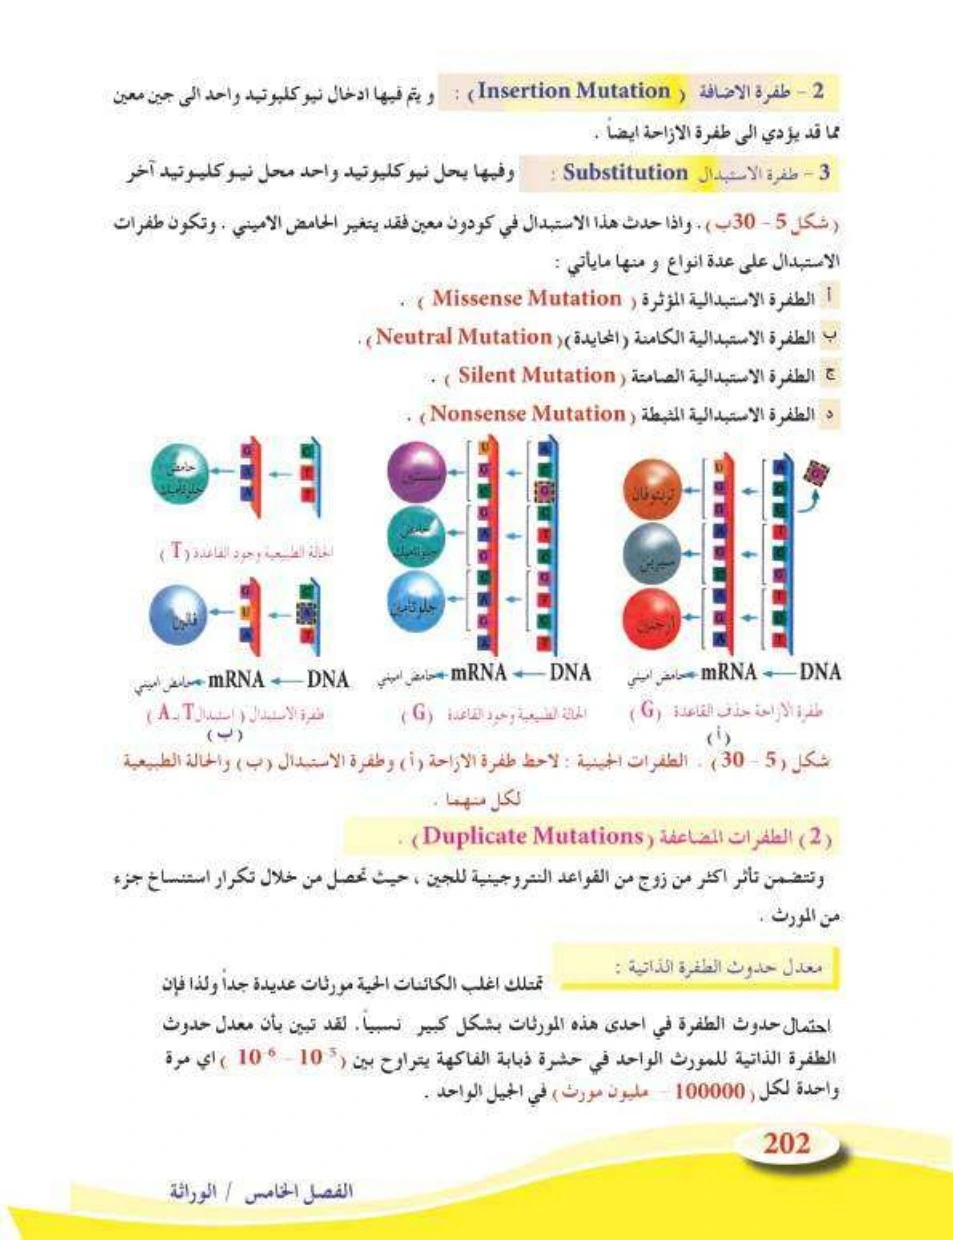 2 - طفرة الاضافة ( Insertion Mutation ) : و يتم فيها ادخال نيوكليوتيد واحد الى جين معين
مما قد يؤدي الى طفرة الازاحة ايضاً .
3 - طفرة الاستبدال Substitution : وفيها يحل نيوكليوتيد واحد محل نيوكليوتيد آخر
( شكل 5 - 30ب ) . واذا حدث هذا الاستبدال في كودون معين فقد يتغير الحامض الاميني . وتكون طفرات
الاستبدال على عدة انواع و منها مايأتي :
أ الطفرة الاستبدالية المؤثرة ( Missense Mutation ) .
ب الطفرة الاستبدالية الكامنة ( المحايدة )( Neutral Mutation ) .
ج الطفرة الاستبدالية الصامتة ( Silent Mutation ) .
د الطفرة الاستبدالية المثبطة ( Nonsense Mutation ) .
تربتوفان
سيرين
أرجنين
U G G A G C A G A
A C C T C G T C T
G
DNA ← mRNA ← حامض اميني
طفرة الازاحة حذف القاعدة ( G )
( أ )
سستين
حامض جلوتاميك
جلوتامين
U G C G A G C A G A
A C G C T C G T C T
DNA ← mRNA ← حامض اميني
الحالة الطبيعية وجود القاعدة ( G )
حامض جلوتاميك
G A A
C T T
الحالة الطبيعية وجود القاعدة ( T )
فالين
G U A
C A T
DNA ← mRNA ← حامض اميني
طفرة الاستبدال ( استبدال T بـ A )
( ب )
شكل ( 5 - 30 ) . الطفرات الجينية : لاحظ طفرة الازاحة ( أ ) وطفرة الاستبدال ( ب ) والحالة الطبيعية
لكل منهما .
( 2 ) الطفرات المضاعفة ( Duplicate Mutations ) .
وتتضمن تأثر اكثر من زوج من القواعد النتروجينية للجين ، حيث تحصل من خلال تكرار استنساخ جزء
من المورث .
معدل حدوث الطفرة الذاتية :
تمتلك اغلب الكائنات الحية مورثات عديدة جداً ولذا فإن
احتمال حدوث الطفرة في احدى هذه المورثات بشكل كبير نسبياً . لقد تبين بأن معدل حدوث
الطفرة الذاتية للمورث الواحد في حشرة ذبابة الفاكهة يتراوح بين ( 10⁻⁵ - 10⁻⁶ ) اي مرة
واحدة لكل ( 100000 - مليون مورث ) في الجيل الواحد .
202
الفصل الخامس / الوراثة